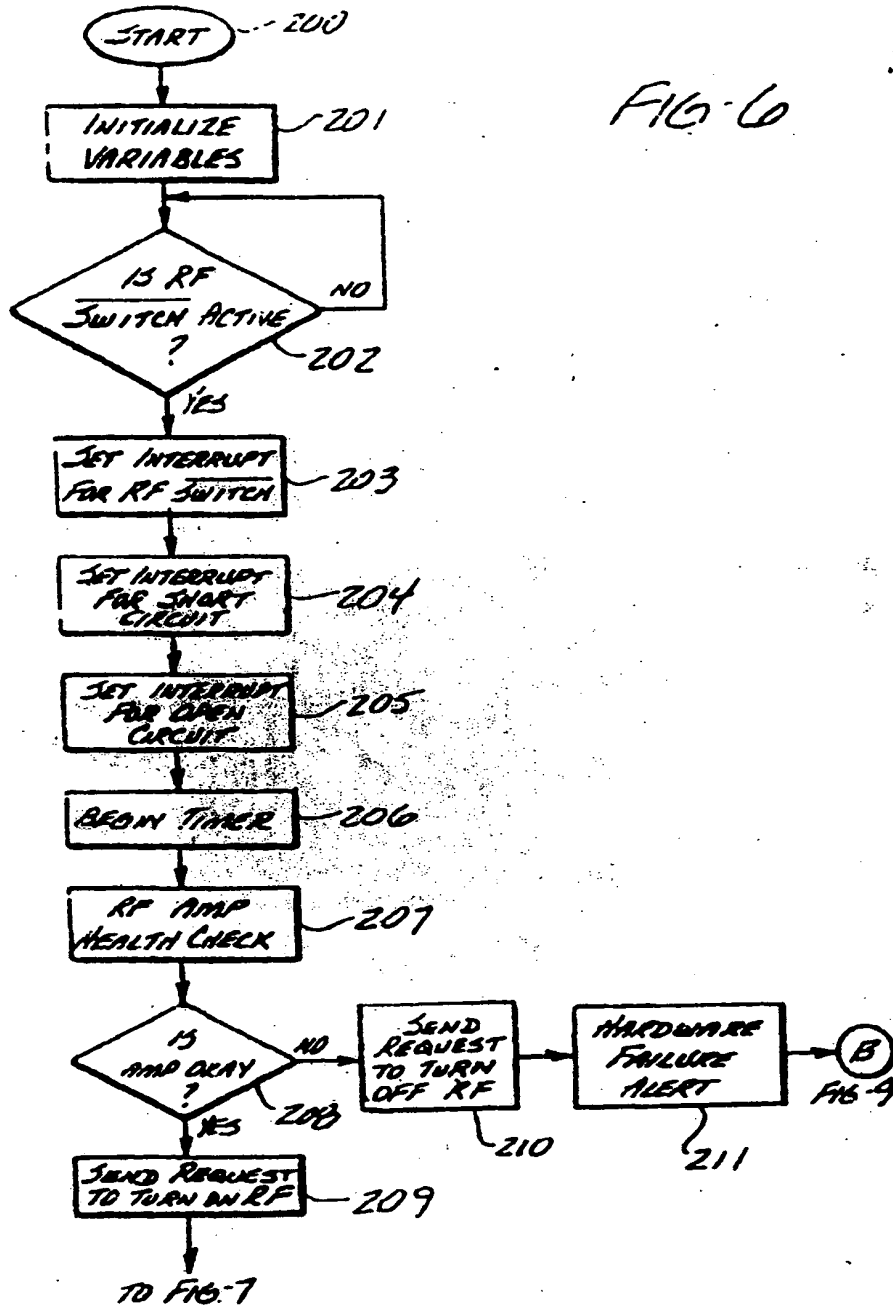 START
200
FIG-6
INITIALIZE
VARIABLES
201
IS RF
SWITCH ACTIVE
?
NO
202
YES
SET INTERRUPT
FOR RF SWITCH
203
SET INTERRUPT
FOR SHORT
CIRCUIT
204
SET INTERRUPT
FOR OPEN
CIRCUIT
205
BEGIN TIMER
206
RF AMP
HEALTH CHECK
207
IS
AMP OKAY
?
NO
208
YES
SEND
REQUEST
TO TURN
OFF RF
210
HARDWARE
FAILURE
ALERT
211
B
FIG-9
SEND REQUEST
TO TURN ON RF
209
TO FIG-7